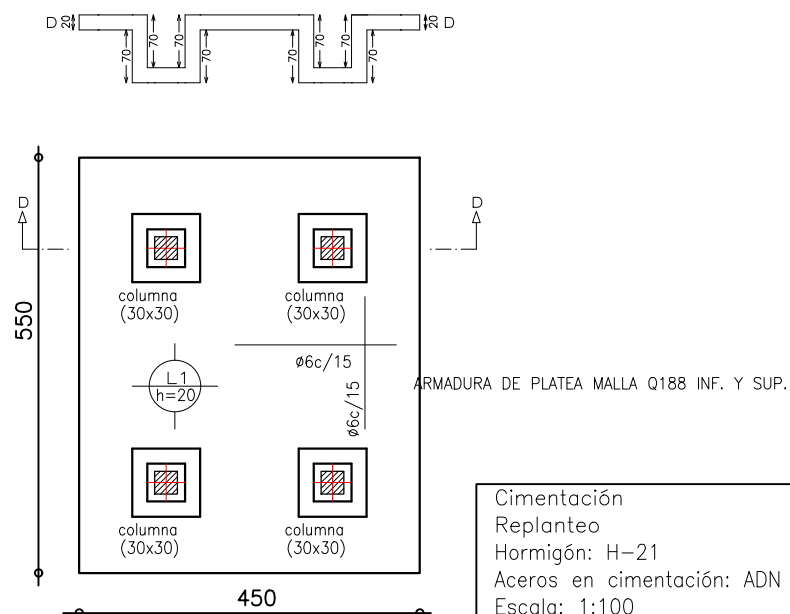 D 20 70 70 70 70 70 70 70 70 20 D
D D
columna
(30x30)
columna
(30x30)
550
ø6c/15
ø6c/15
L1
h=20
ARMADURA DE PLATEA MALLA Q188 INF. Y SUP.
columna
(30x30)
columna
(30x30)
450
Cimentación
Replanteo
Hormigón: H-21
Aceros en cimentación: ADN
Escala: 1:100